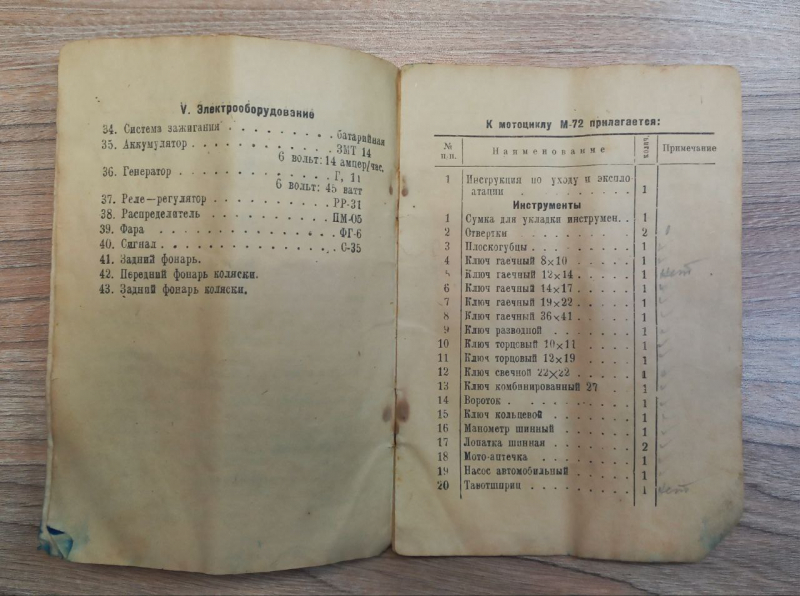 V. Электрооборудование
34. Система зажигания . . . . . . . . батарейная
35. Аккумулятор . . . . . . . . . ЗМТ 14
6 вольт: 14 ампер/час.
36. Генератор . . . . . . . . . Г, 11
6 вольт: 45 ватт
37. Реле—регулятор . . . . . . . . РР-31
38. Распределитель . . . . . . . . ПМ-05
39. Фара . . . . . . . . . . . ФГ-6
40. Сигнал . . . . . . . . . . С-35
41. Задний фонарь.
42. Передний фонарь коляски.
43. Задний фонарь коляски.
К мотоциклу М-72 прилагается:
№ п.п. Наименование Примечание
1 Инструкция по уходу и экспло
атации . . . . . . . . 1
Инструменты
1 Сумка для укладки инструмен. . 1
2 Отвертки . . . . . . . . 2
3 Плоскогубцы . . . . . . . 1
4 Ключ гаечный 8×10 . . . . 1
5 Ключ гаечный 12×14 . . . . 1 нет
6 Ключ гаечный 14×17 . . . . 1
7 Ключ гаечный 19×22 . . . . 1
8 Ключ гаечный 36×41 . . . . 1
9 Ключ разводной . . . . . . 1
10 Ключ торцовый 10×11 . . . . 1
11 Ключ торцовый 12×19 . . . . 1
12 Ключ свечной 22×22 . . . . 1
13 Ключ комбинированный 27 . . 1
14 Вороток . . . . . . . . . 1
15 Ключ кольцевой . . . . . . 1
16 Манометр шинный . . . . . 1
17 Лопатка шинная . . . . . . 2
18 Мото-аптечка . . . . . . . 1
19 Насос автомобильный . . . . 1
20 Тавотшприц . . . . . . . . 1 нет